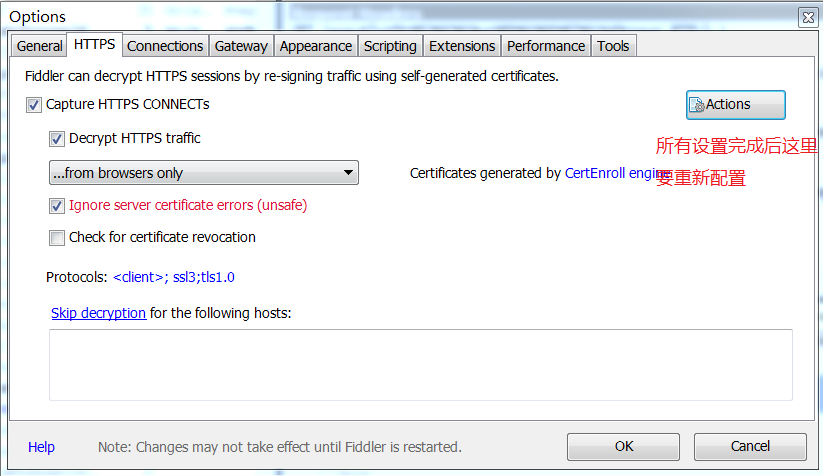 Options
General HTTPS Connections Gateway Appearance Scripting Extensions Performance Tools
Fiddler can decrypt HTTPS sessions by re-signing traffic using self-generated certificates.
Capture HTTPS CONNECTs
Actions
Decrypt HTTPS traffic
所有设置完成后这里
...from browsers only
Certificates generated by CertEnroll engine
要重新配置
Ignore server certificate errors (unsafe)
Check for certificate revocation
Protocols: <client>; ssl3;tls1.0
Skip decryption for the following hosts:
Help
Note: Changes may not take effect until Fiddler is restarted.
OK
Cancel